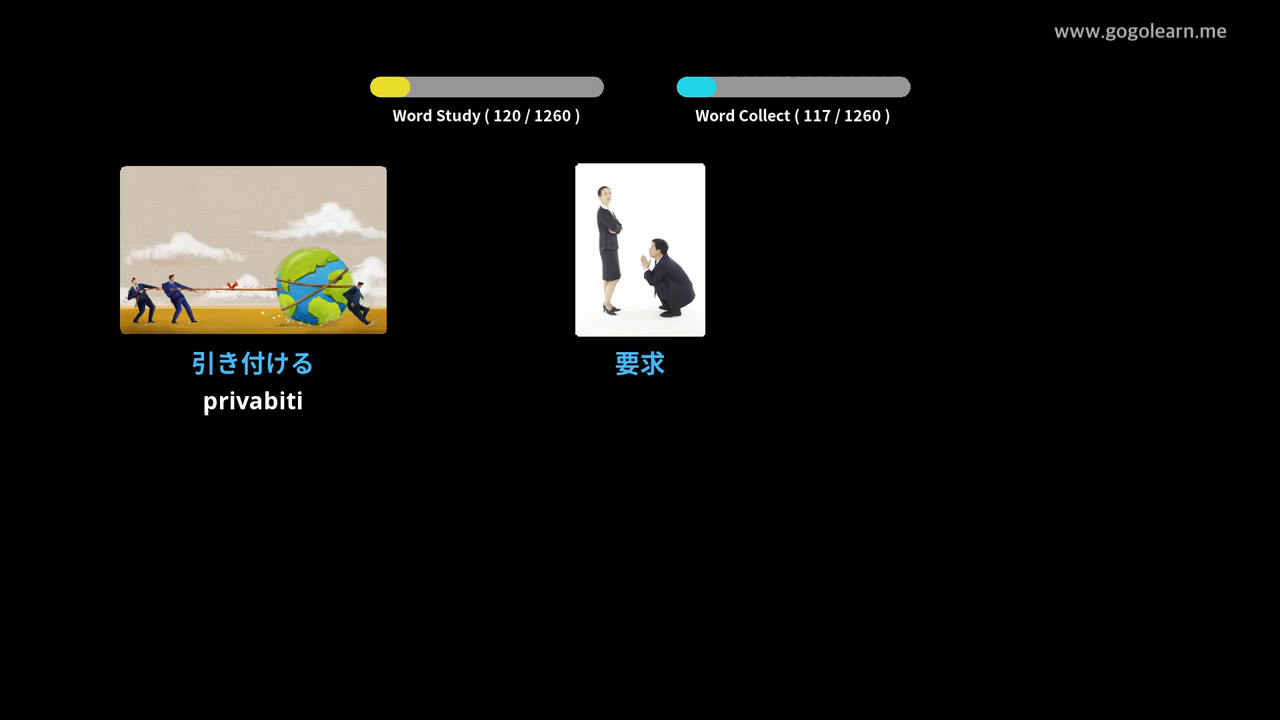 www.gogolearn.me
Word Study ( 120 / 1260 )
Word Collect ( 117 / 1260 )
引き付ける
privabiti
要求